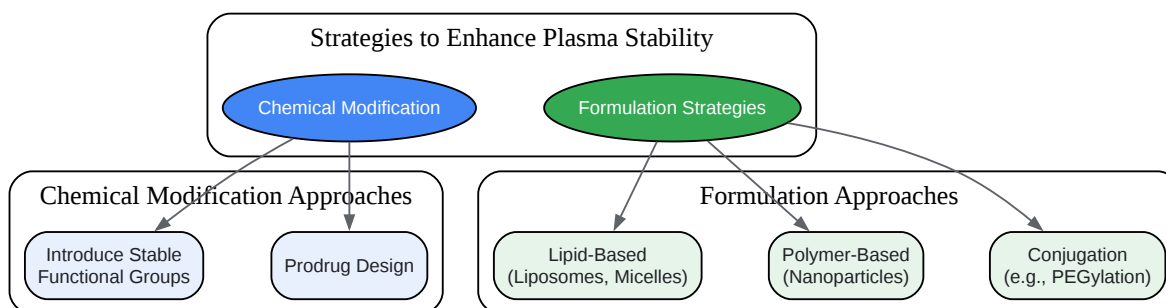 Strategies to Enhance Plasma Stability
Chemical Modification
Formulation Strategies
Chemical Modification Approaches
Introduce Stable
Functional Groups
Prodrug Design
Formulation Approaches
Lipid-Based
(Liposomes, Micelles)
Polymer-Based
(Nanoparticles)
Conjugation
(e.g., PEGylation)